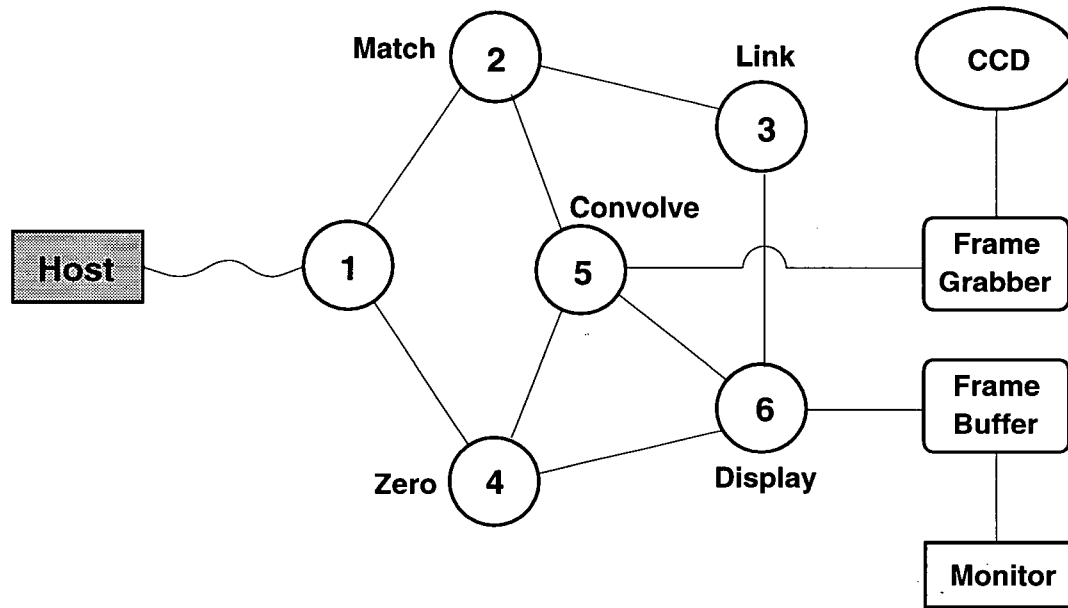 Match
2
Link
3
CCD
Host
1
Convolve
5
Frame
Grabber
Zero
4
6
Display
Frame
Buffer
Monitor